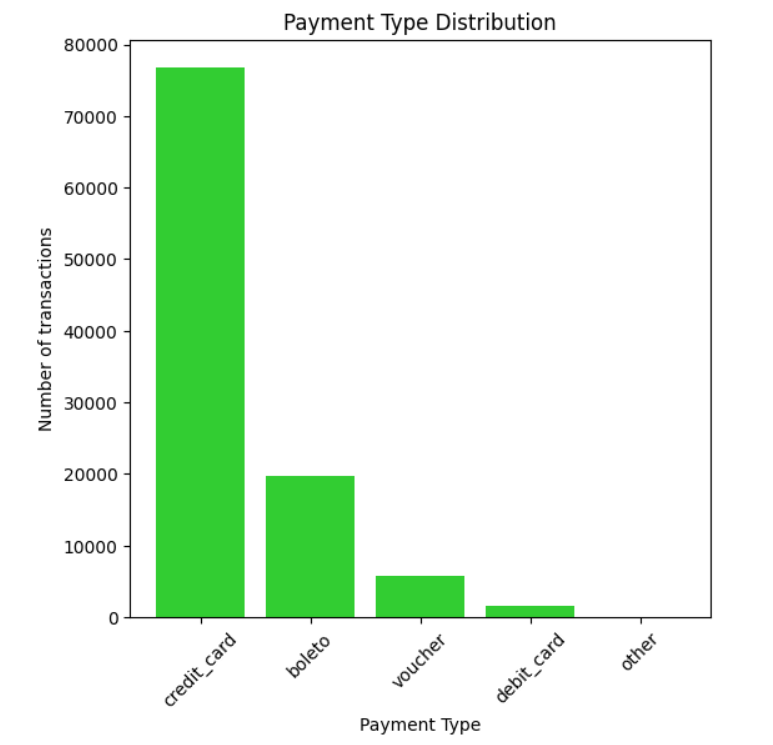 Payment Type Distribution
Number of transactions
80000
70000
60000
50000
40000
30000
20000
10000
0
credit_card
boleto
voucher
debit_card
other
Payment Type